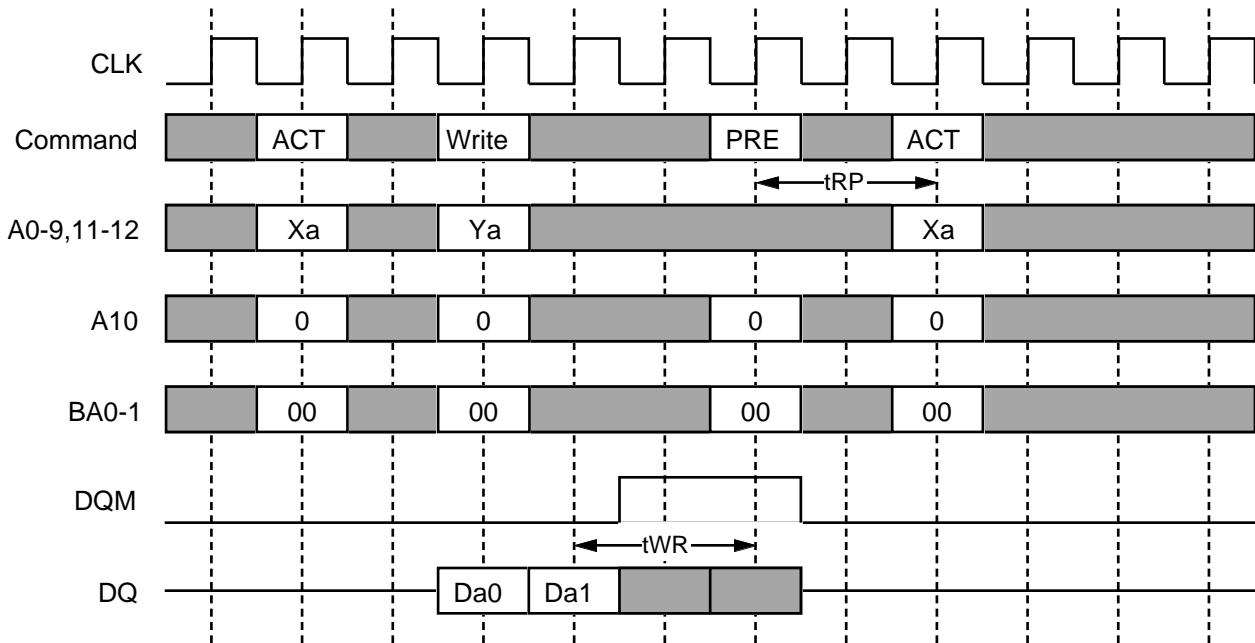 CLK
Command ACT Write PRE ACT
tRP
A0-9,11-12 Xa Ya Xa
A10 0 0 0 0
BA0-1 00 00 00 00
DQM
tWR
DQ Da0 Da1